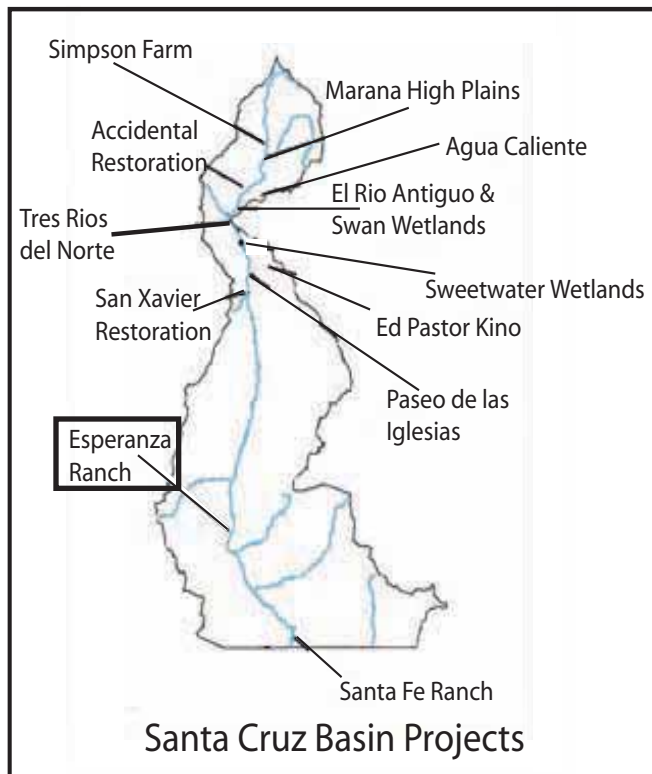 Simpson Farm
Marana High Plains
Accidental
Restoration
Agua Caliente
El Rio Antiguo &
Swan Wetlands
Tres Rios
del Norte
Sweetwater Wetlands
San Xavier
Restoration
Ed Pastor Kino
Paseo de las
Iglesias
Esperanza
Ranch
Santa Fe Ranch
Santa Cruz Basin Projects